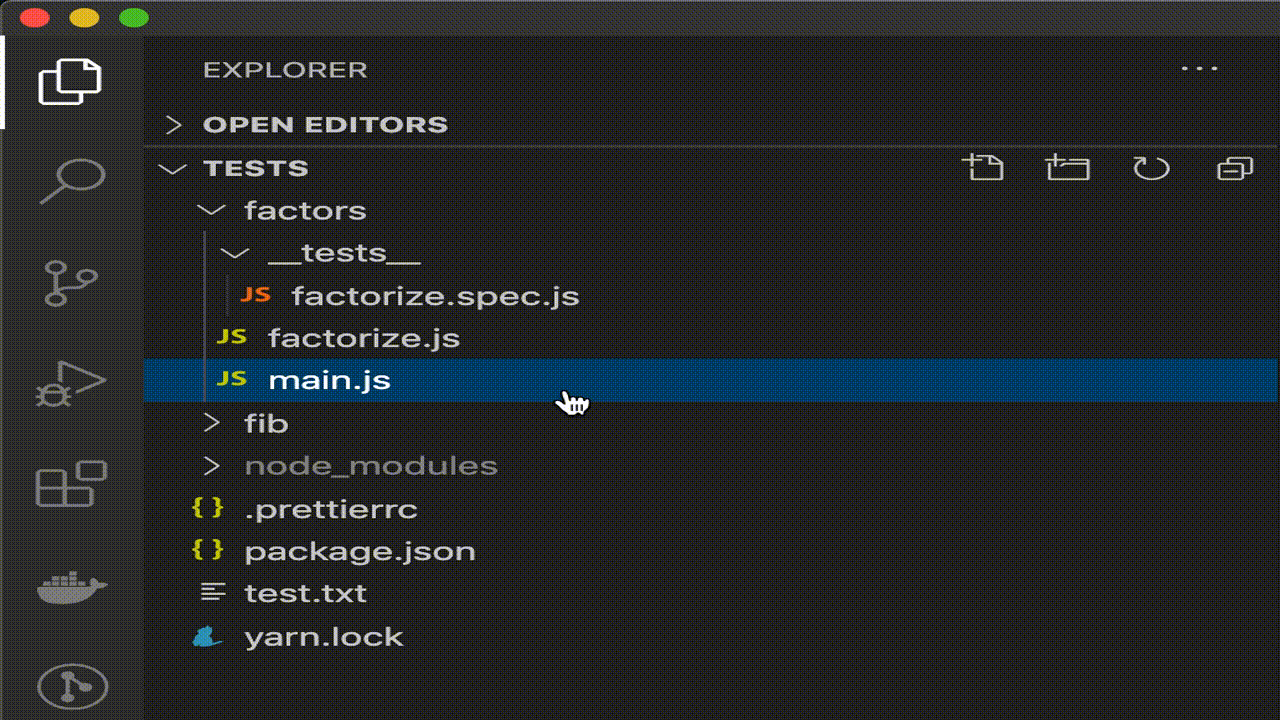 EXPLORER
OPEN EDITORS
TESTS
factors
__tests__
JS factorize.spec.js
JS factorize.js
JS main.js
fib
node_modules
{} .prettierrc
{} package.json
test.txt
yarn.lock